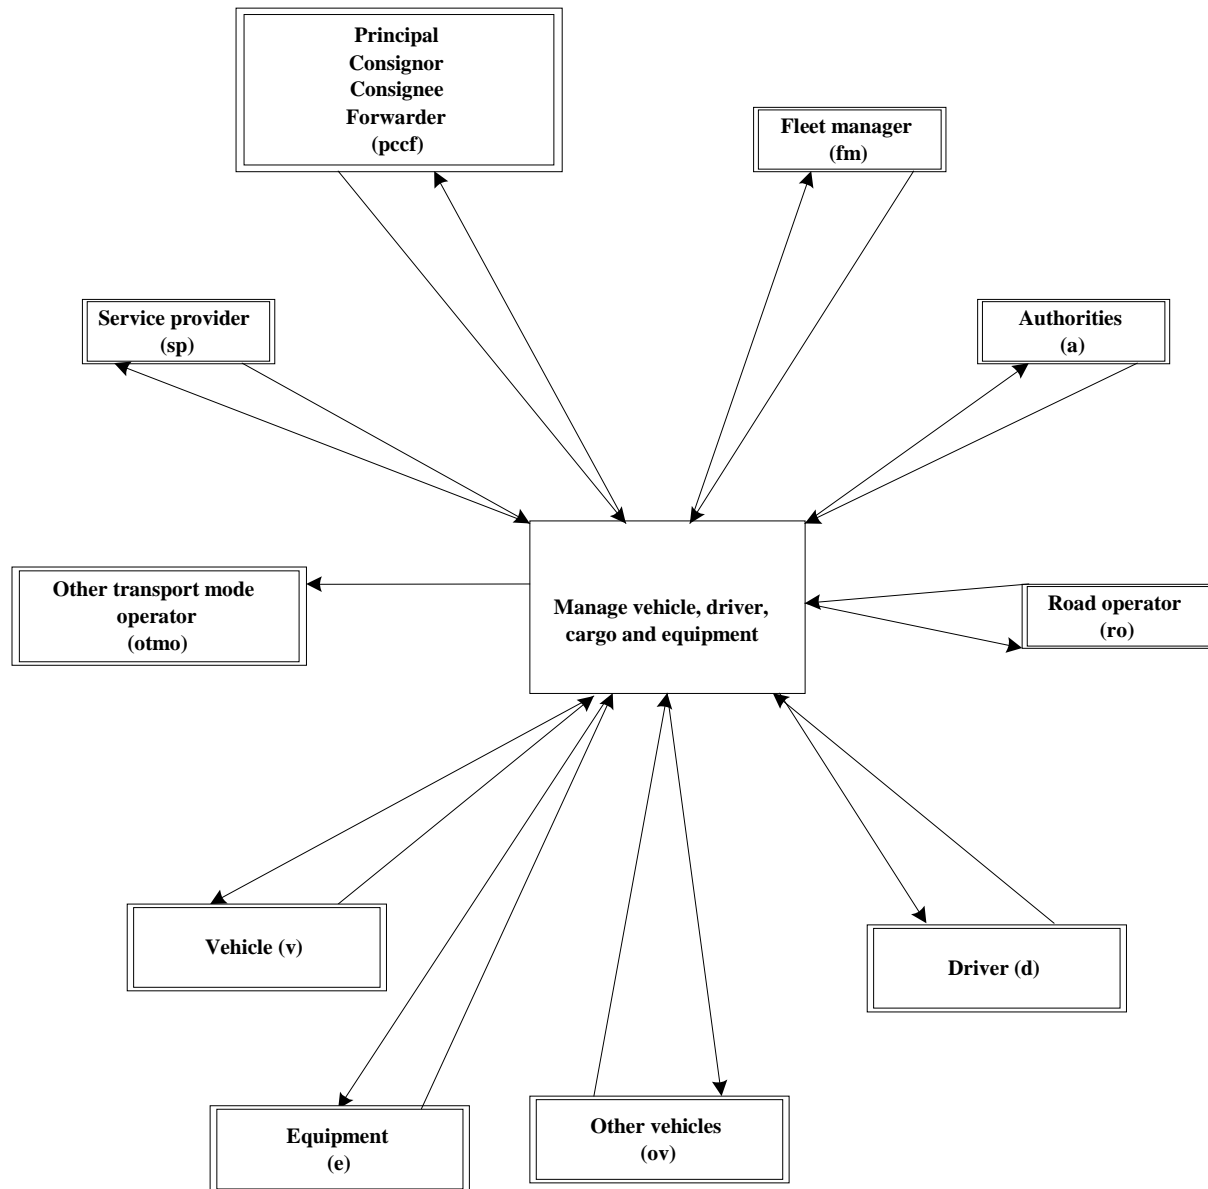 Principal
Consignor
Consignee
Forwarder
(pccf)
Fleet manager
(fm)
Service provider
(sp)
Authorities
(a)
Other transport mode
operator
(otmo)
Manage vehicle, driver,
cargo and equipment
Road operator
(ro)
Vehicle (v)
Driver (d)
Equipment
(e)
Other vehicles
(ov)